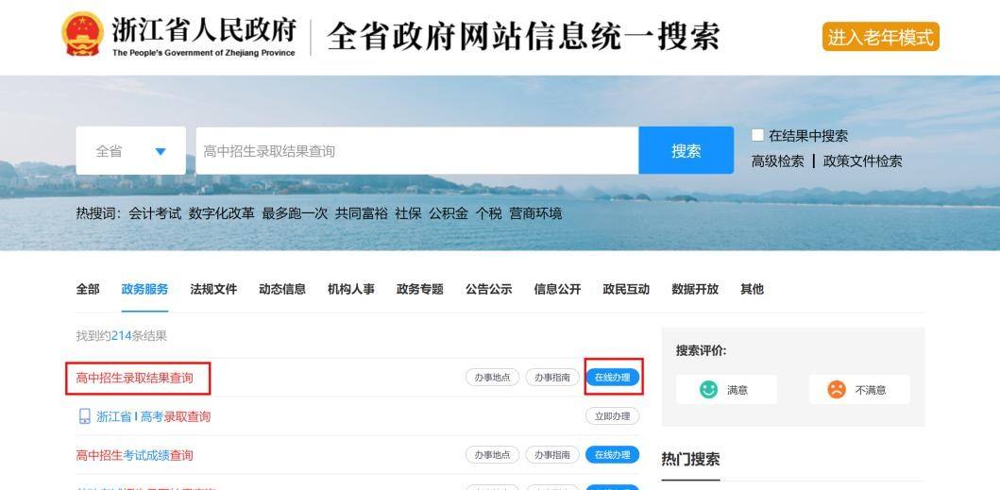 浙江省人民政府
The People's Government of Zhejiang Province
全省政府网站信息统一搜索
进入老年模式
全省
高中招生录取结果查询
搜索
在结果中搜索
高级检索 | 政策文件检索
热搜词: 会计考试 数字化改革 最多跑一次 共同富裕 社保 公积金 个税 营商环境
全部 政务服务 法规文件 动态信息 机构人事 政务专题 公告公示 信息公开 政民互动 数据开放 其他
找到约214条结果
高中招生录取结果查询 办事地点 办事指南 在线办理
浙江省 I 高考录取查询 立即办理
高中招生考试成绩查询 办事地点 办事指南 在线办理
搜索评价:
满意 不满意
热门搜索